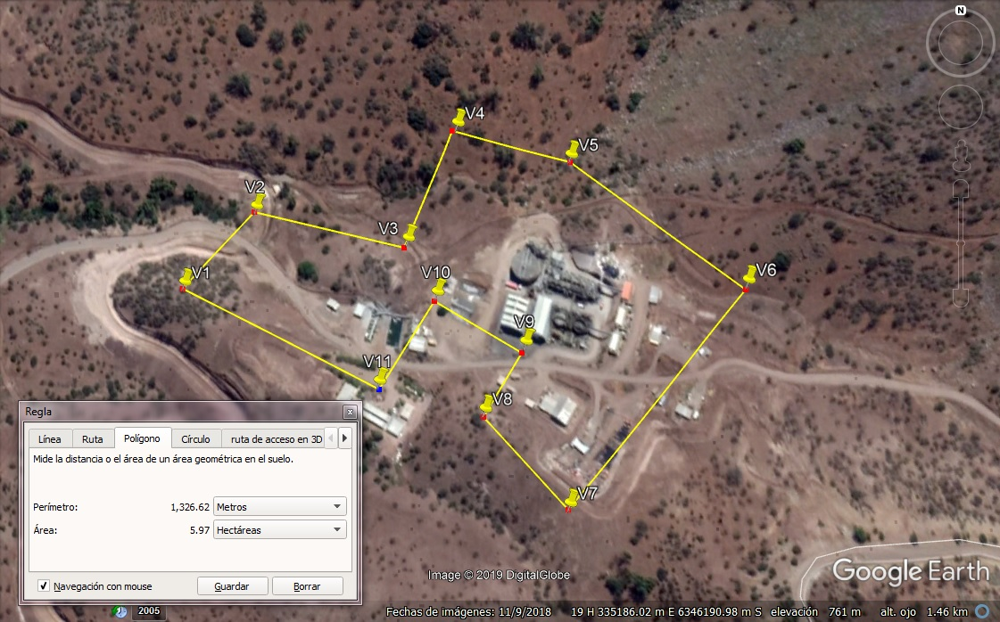 N
V4
V5
V2
V3
V1
V10
V6
V9
V11
V8
V7
Regla
Línea Ruta Polígono Círculo ruta de acceso en 3D
Mide la distancia o el área de un área geométrica en el suelo.
Perímetro: 1,326.62 Metros
Área: 5.97 Hectáreas
Navegación con mouse Guardar Borrar
Image © 2019 DigitalGlobe
Google Earth
2005
Fechas de imágenes: 11/9/2018 19 H 335186.02 m E 6346190.98 m S elevación 761 m alt. ojo 1.46 km